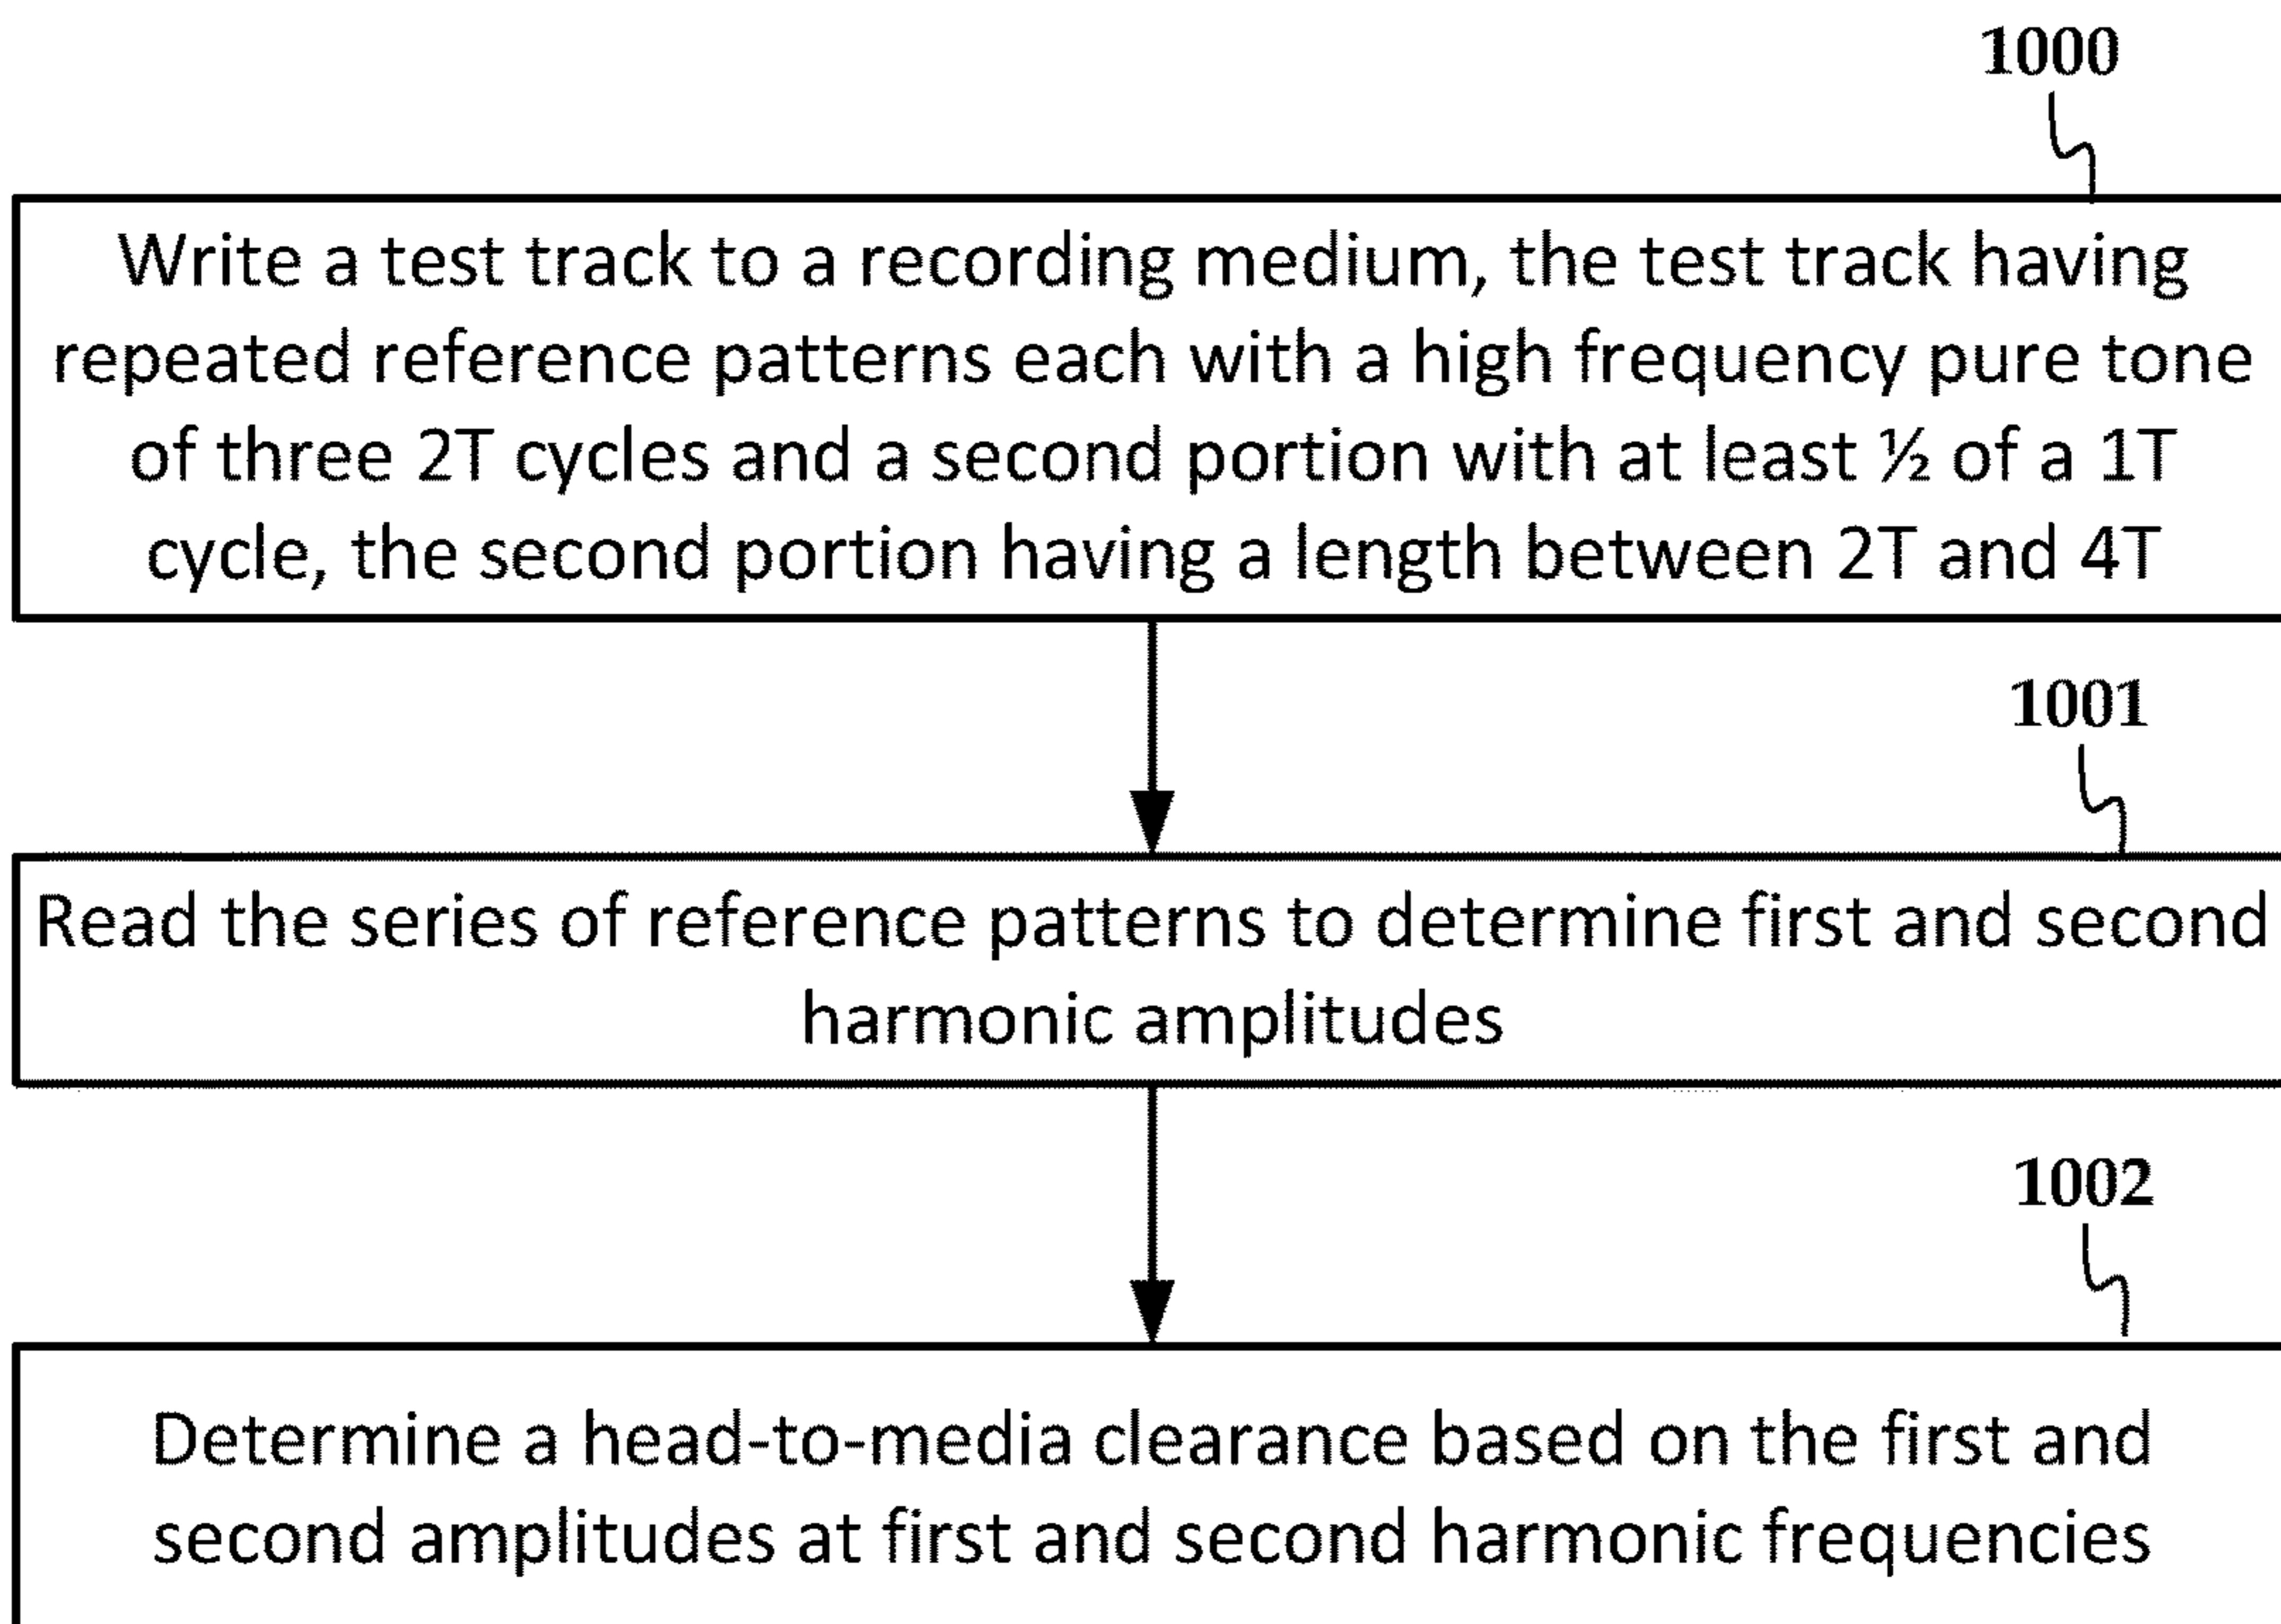 1000
Write a test track to a recording medium, the test track having
repeated reference patterns each with a high frequency pure tone
of three 2T cycles and a second portion with at least ½ of a 1T
cycle, the second portion having a length between 2T and 4T
1001
Read the series of reference patterns to determine first and second
harmonic amplitudes
1002
Determine a head-to-media clearance based on the first and
second amplitudes at first and second harmonic frequencies